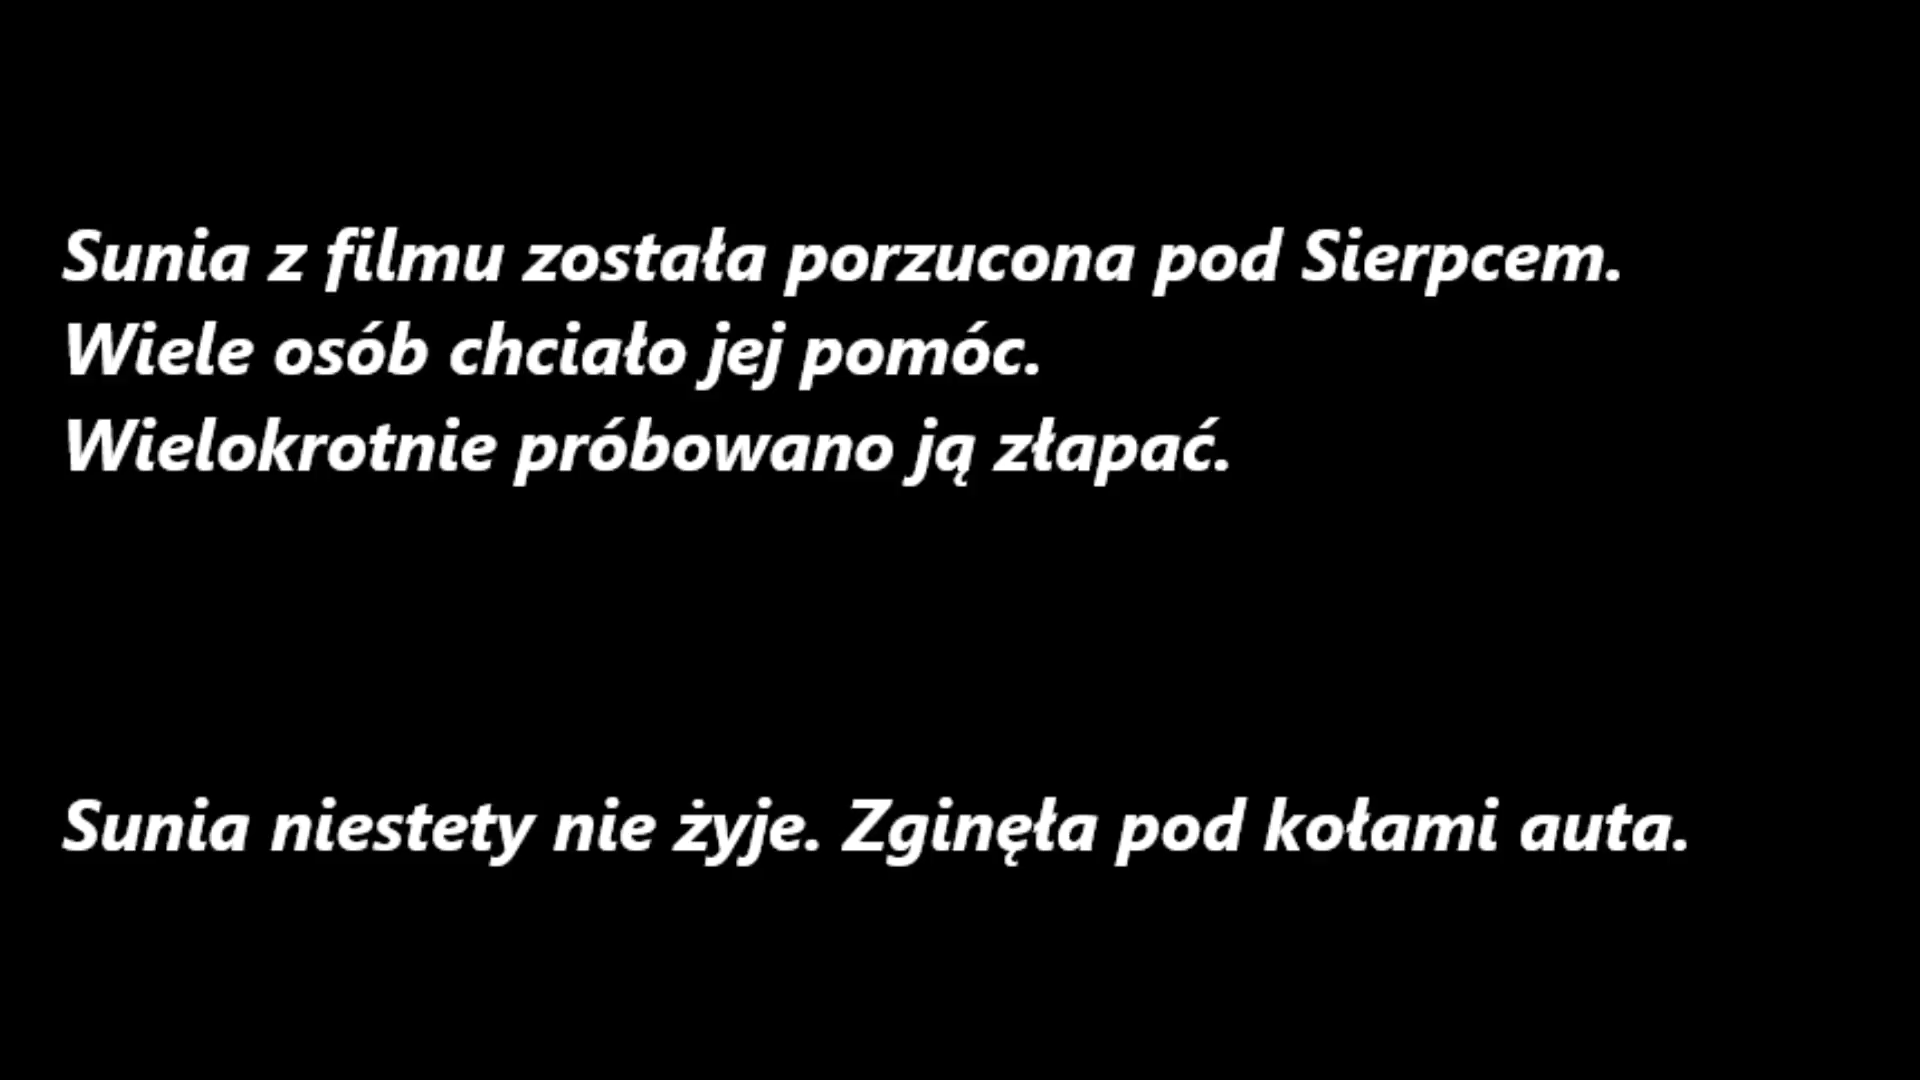 Sunia z filmu została porzucona pod Sierpcem.
Wiele osób chciało jej pomóc.
Wielokrotnie próbowano ją złapać.
Sunia niestety nie żyje. Zginęła pod kołami auta.